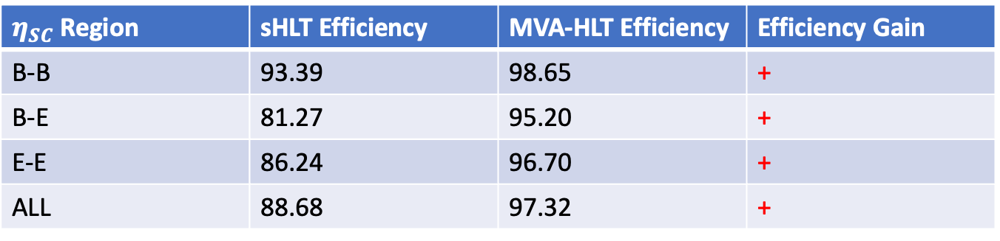 η_SC Region sHLT Efficiency MVA-HLT Efficiency Efficiency Gain
B-B 93.39 98.65 +
B-E 81.27 95.20 +
E-E 86.24 96.70 +
ALL 88.68 97.32 +